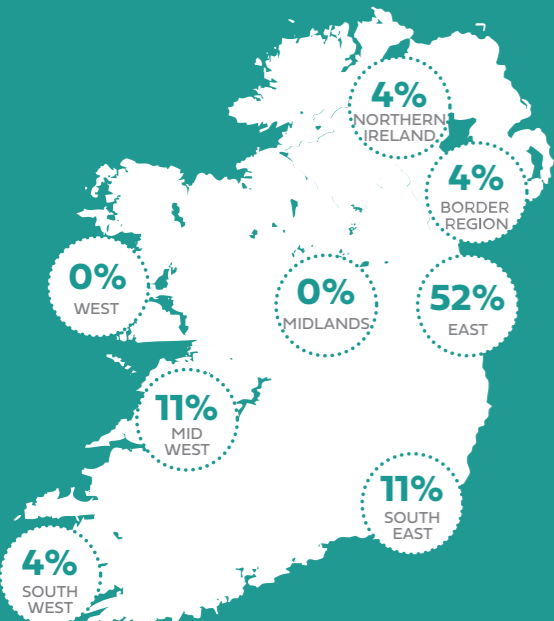 4%
NORTHERN
IRELAND
4%
BORDER
REGION
0%
WEST
0%
MIDLANDS
52%
EAST
11%
MID
WEST
11%
SOUTH
EAST
4%
SOUTH
WEST